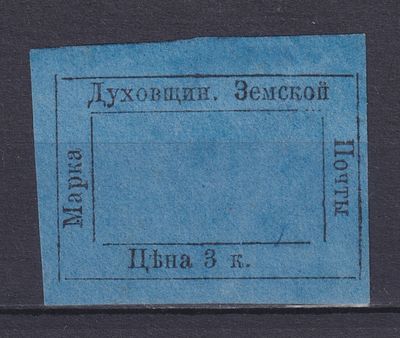 Духовщин. Земской
Марка
Почты
Цѣна 3 к.